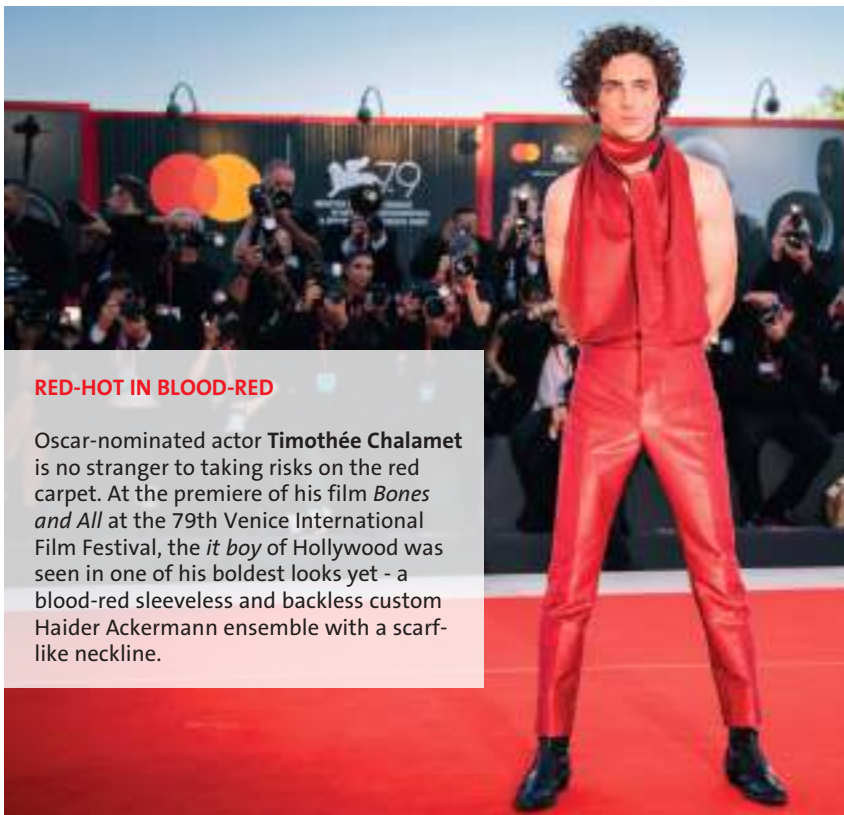 79
RED-HOT IN BLOOD-RED
Oscar-nominated actor Timothée Chalamet
is no stranger to taking risks on the red
carpet. At the premiere of his film Bones
and All at the 79th Venice International
Film Festival, the it boy of Hollywood was
seen in one of his boldest looks yet - a
blood-red sleeveless and backless custom
Haider Ackermann ensemble with a scarf-
like neckline.